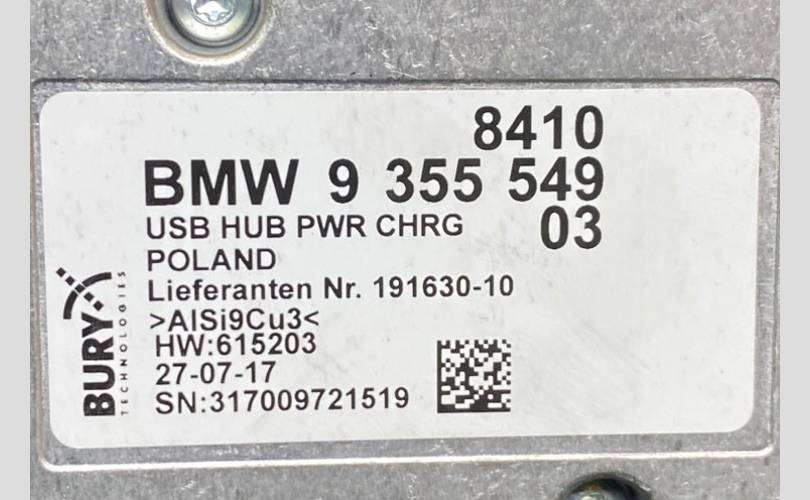 8410
BMW 9 355 549
USB HUB PWR CHRG 03
POLAND
Lieferanten Nr. 191630-10
>AlSi9Cu3<
HW:615203
27-07-17
SN:317009721519
BURY
TECHNOLOGIES